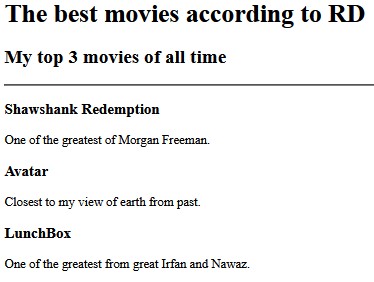 The best movies according to RD
My top 3 movies of all time
Shawshank Redemption
One of the greatest of Morgan Freeman.
Avatar
Closest to my view of earth from past.
LunchBox
One of the greatest from great Irfan and Nawaz.